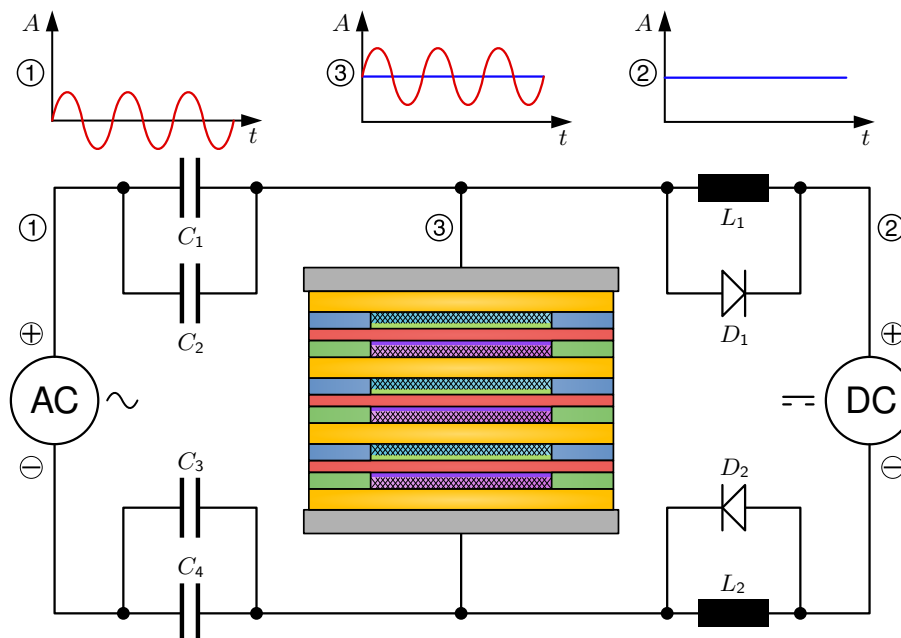 A
A
A
①
③
②
t
t
t
①
C₁
③
L₁
②
C₂
D₁
+
+
AC
DC
−
−
C₃
D₂
C₄
L₂